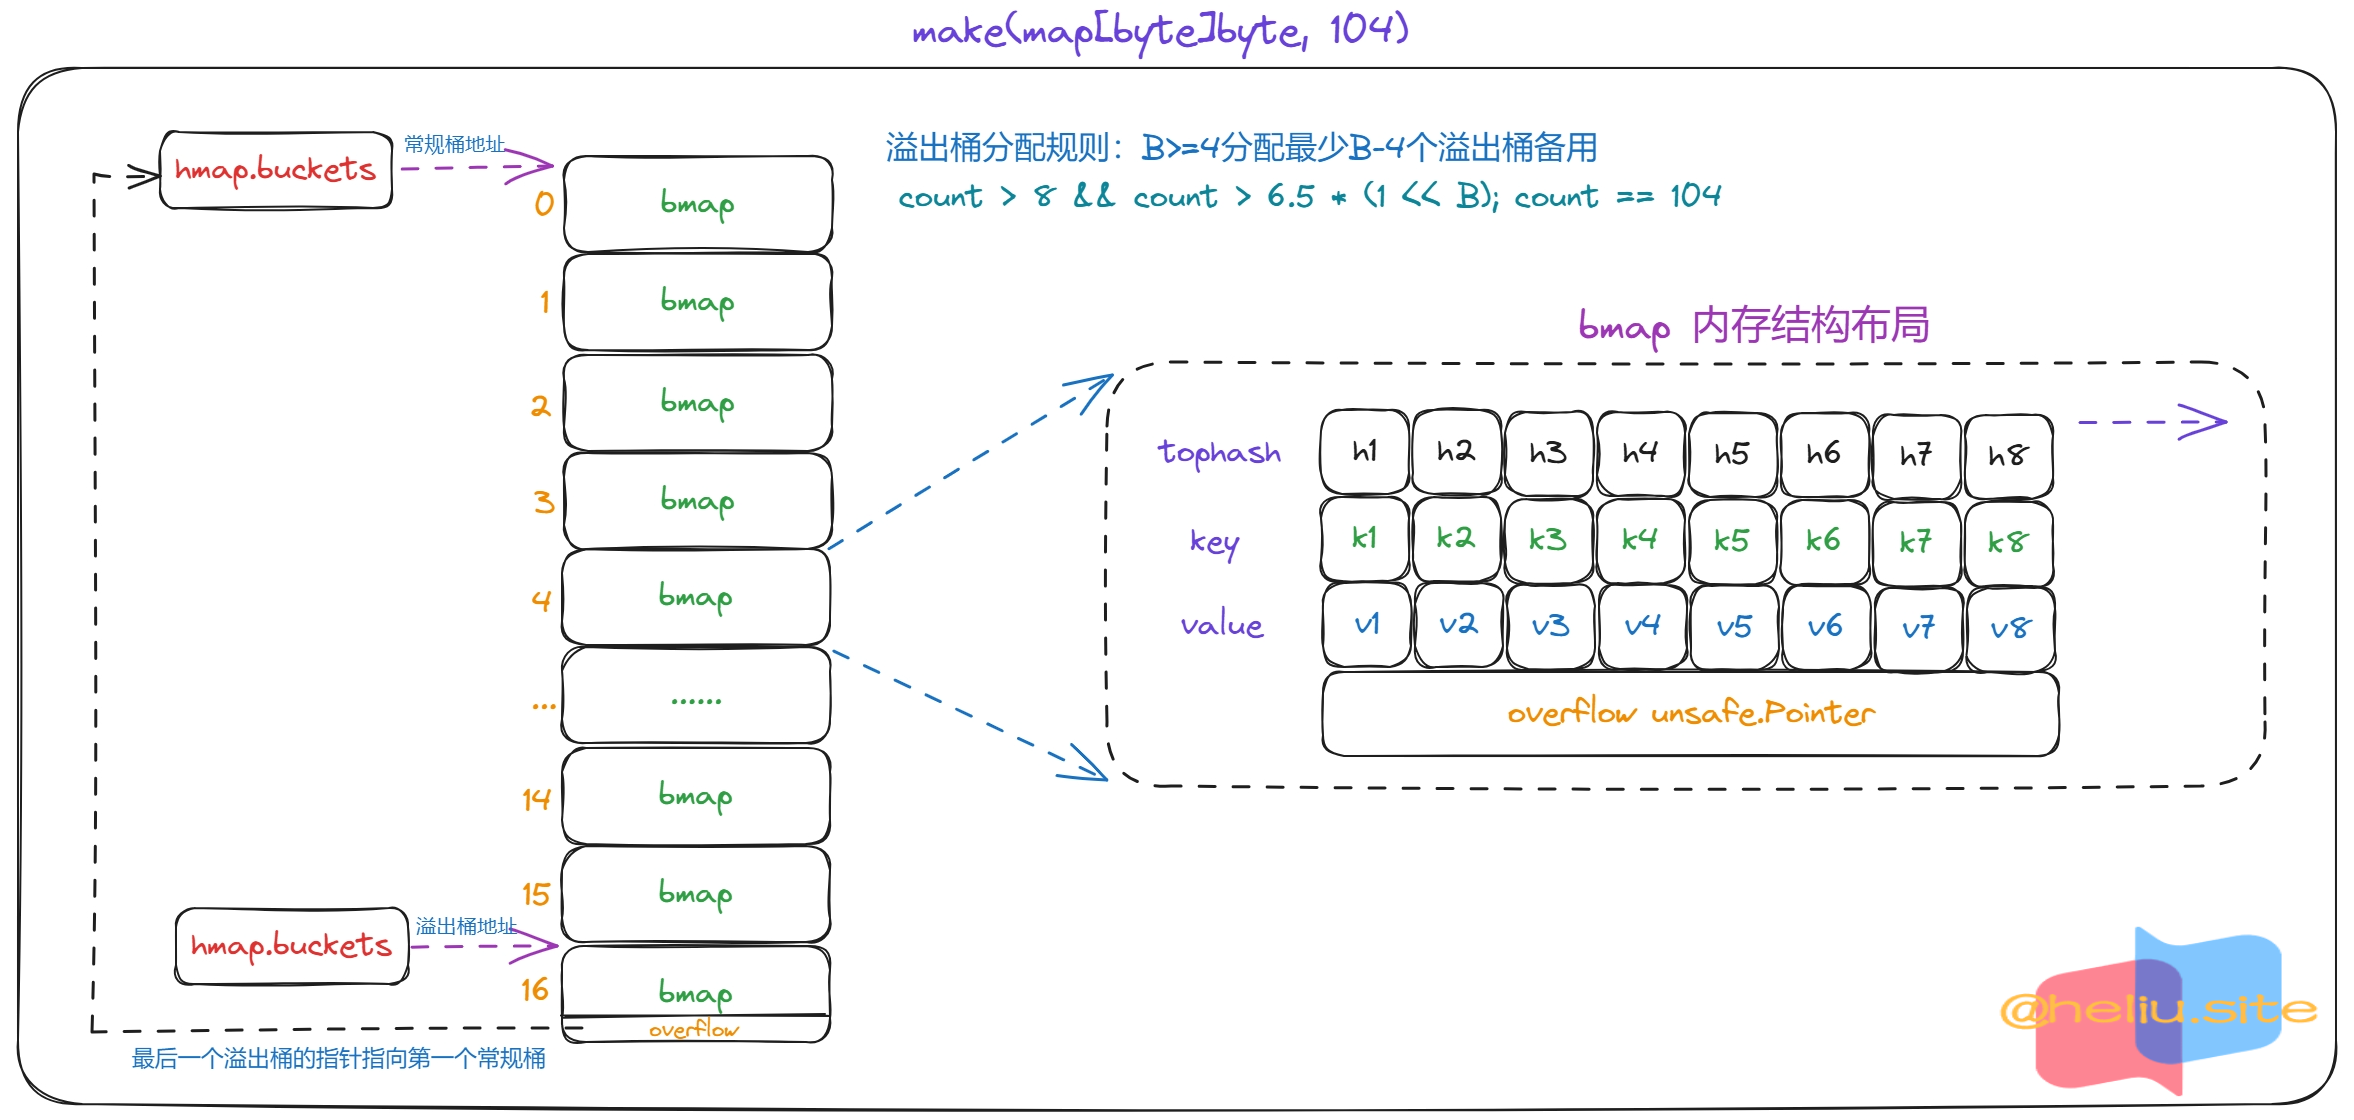 make(map[byte]byte, 104)
hmap.buckets
常规桶地址
溢出桶分配规则：B>=4分配最少B-4个溢出桶备用
count > 8 && count > 6.5 * (1 << B); count == 104
0 bmap
1 bmap
2 bmap
3 bmap
4 bmap
... ......
14 bmap
15 bmap
16 bmap
overflow
hmap.buckets
溢出桶地址
最后一个溢出桶的指针指向第一个常规桶
bmap 内存结构布局
tophash h1 h2 h3 h4 h5 h6 h7 h8
key k1 k2 k3 k4 k5 k6 k7 k8
value v1 v2 v3 v4 v5 v6 v7 v8
overflow unsafe.Pointer
@heliu.site